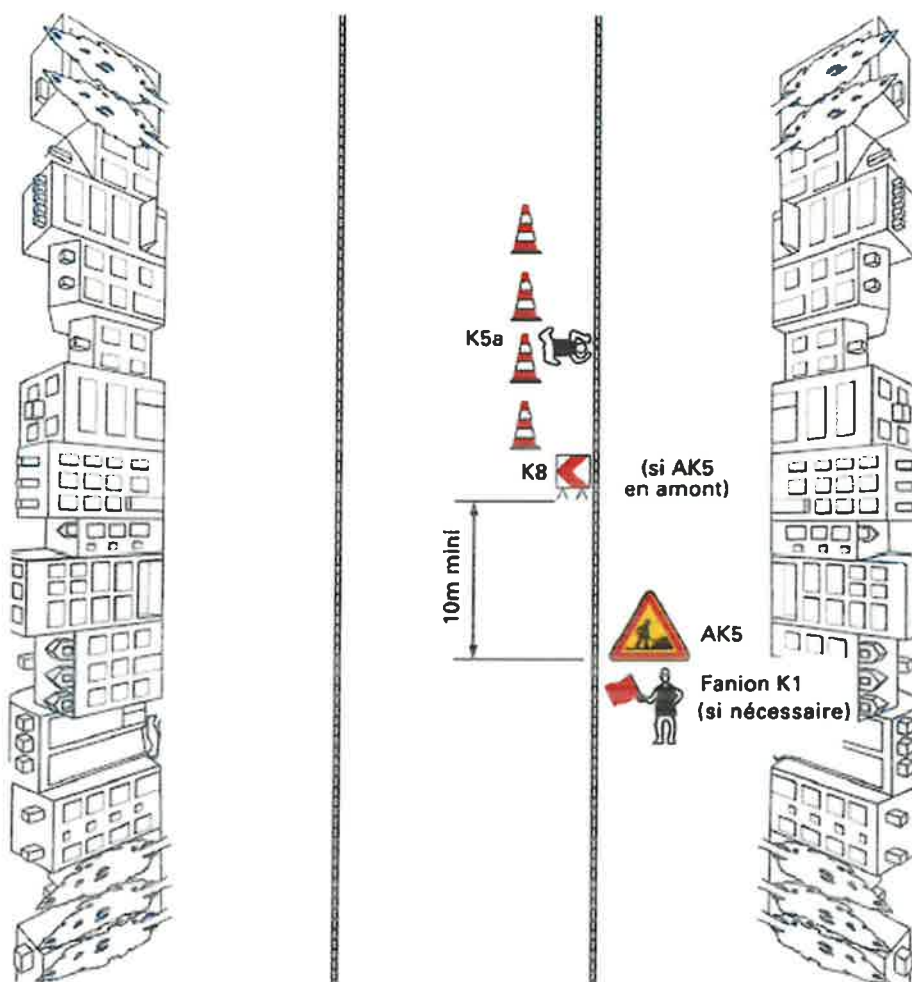 K5a
K8
(si AK5
en amont)
10m mini
AK5
Fanion K1
(si nécessaire)